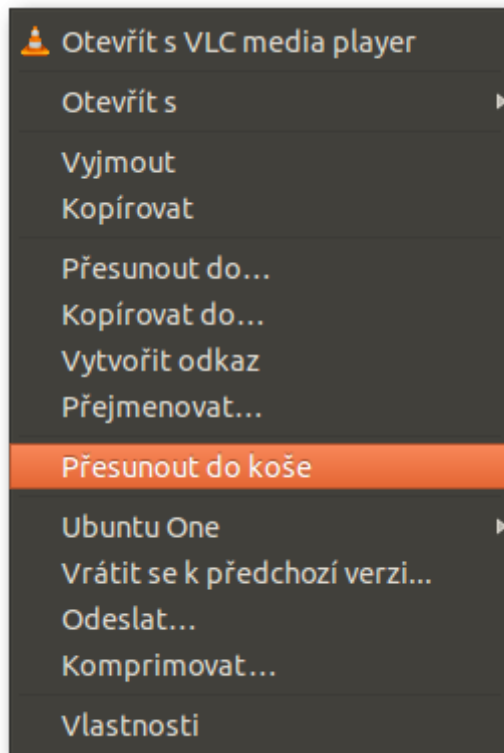 Otevřít s VLC media player
Otevřít s
Vyjmout
Kopírovat
Přesunout do…
Kopírovat do…
Vytvořit odkaz
Přejmenovat…
Přesunout do koše
Ubuntu One
Vrátit se k předchozí verzi...
Odeslat…
Komprimovat…
Vlastnosti